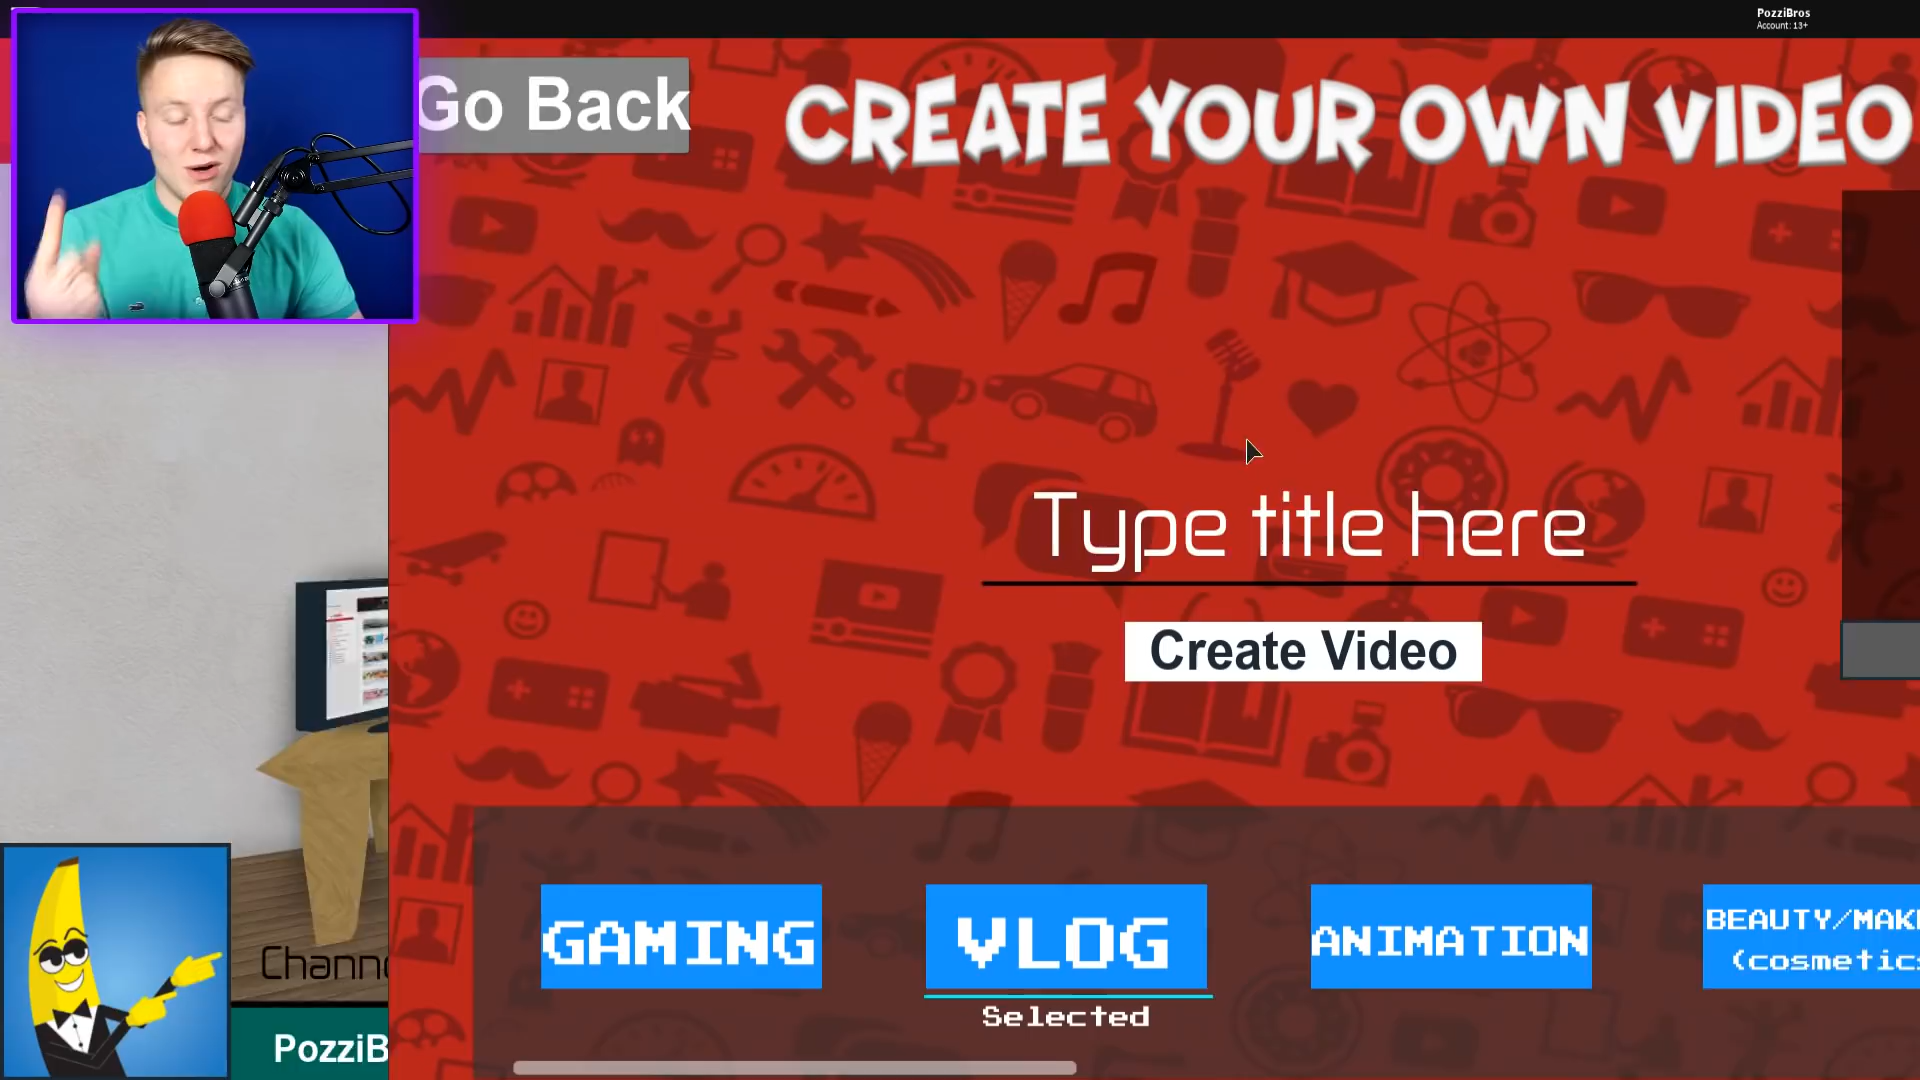 PozziBros
Account: 13+
Go Back
CREATE YOUR OWN VIDEO
Type title here
Create Video
GAMING
VLOG
ANIMATION
BEAUTY/MAK
(cosmetic
Selected
Chann
PozziB